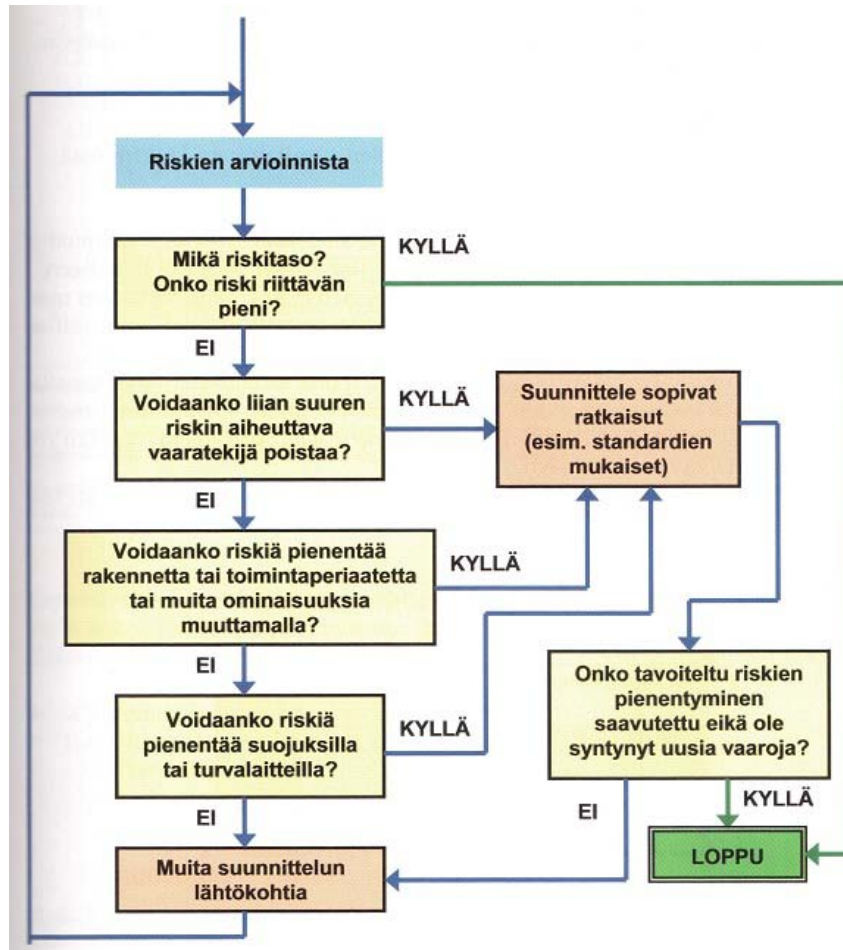 Riskien arvioinnista
Mikä riskitaso?
Onko riski riittävän
pieni?
KYLLÄ
EI
Voidaanko liian suuren
riskin aiheuttava
vaaratekijä poistaa?
KYLLÄ
Suunnittele sopivat
ratkaisut
(esim. standardien
mukaiset)
EI
Voidaanko riskiä pienentää
rakennetta tai toimintaperiaatetta
tai muita ominaisuuksia
muuttamalla?
KYLLÄ
EI
Voidaanko riskiä
pienentää suojuksilla
tai turvalaitteilla?
KYLLÄ
Onko tavoiteltu riskien
pienentyminen
saavutettu eikä ole
syntynyt uusia vaaroja?
EI
EI
KYLLÄ
Muita suunnittelun
lähtökohtia
LOPPU